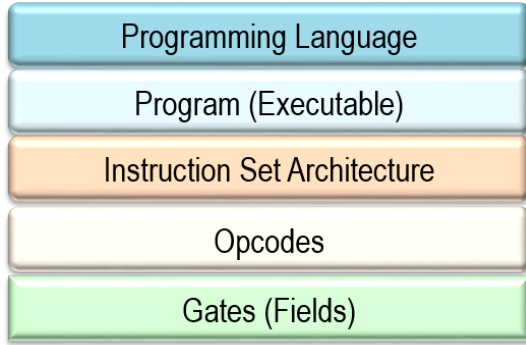 Programming Language
Program (Executable)
Instruction Set Architecture
Opcodes
Gates (Fields)